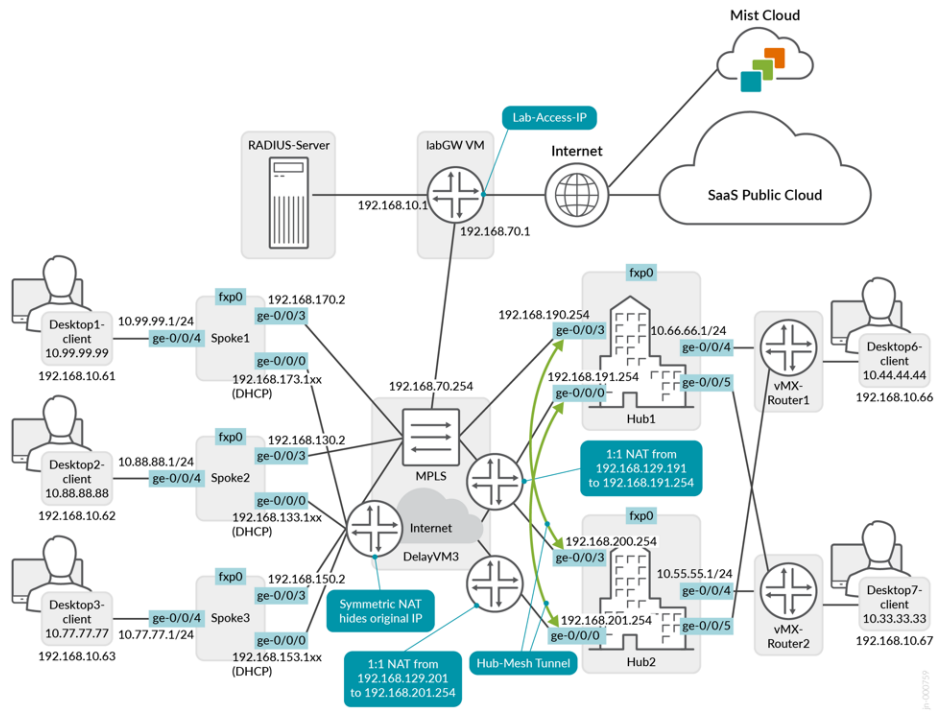 Mist Cloud
Lab-Access-IP
RADIUS-Server
labGW VM
Internet
SaaS Public Cloud
192.168.10.1
192.168.70.1
fxp0
192.168.170.2
ge-0/0/3
Desktop1-
client
10.99.99.99
10.99.99.1/24
ge-0/0/4
Spoke1
ge-0/0/0
192.168.173.1xx
(DHCP)
192.168.10.61
fxp0
192.168.190.254
ge-0/0/3
10.66.66.1/24
ge-0/0/4
192.168.191.254
ge-0/0/0
ge-0/0/5
Hub1
vMX-
Router1
Desktop6-
client
10.44.44.44
192.168.10.66
192.168.70.254
MPLS
fxp0
192.168.130.2
ge-0/0/3
Desktop2-
client
10.88.88.88
10.88.88.1/24
ge-0/0/4
Spoke2
ge-0/0/0
192.168.133.1xx
(DHCP)
192.168.10.62
1:1 NAT from
192.168.129.191
to 192.168.191.254
Internet
DelayVM3
fxp0
192.168.200.254
ge-0/0/3
10.55.55.1/24
ge-0/0/4
192.168.201.254
ge-0/0/0
ge-0/0/5
Hub2
vMX-
Router2
Desktop7-
client
10.33.33.33
192.168.10.67
fxp0
192.168.150.2
ge-0/0/3
Desktop3-
client
10.77.77.77
ge-0/0/4
10.77.77.1/24
Spoke3
ge-0/0/0
192.168.153.1xx
(DHCP)
192.168.10.63
Symmetric NAT
hides original IP
1:1 NAT from
192.168.129.201
to 192.168.201.254
Hub-Mesh Tunnel
jn-000759